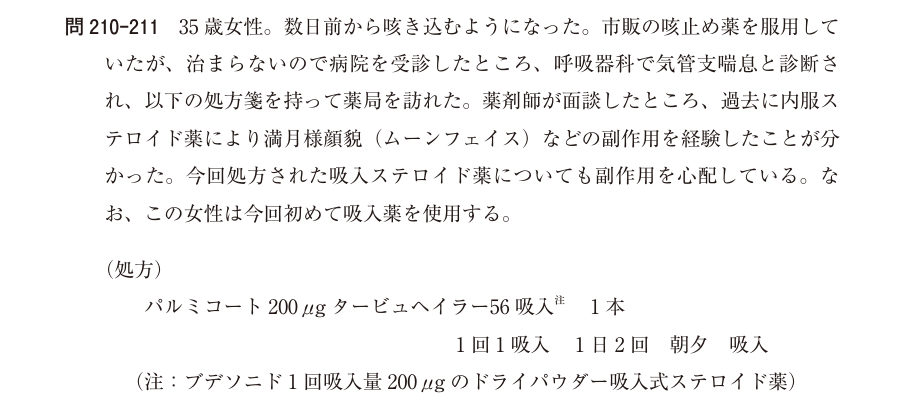 問 210-211　35 歳女性。数日前から咳き込むようになった。市販の咳止め薬を服用して
いたが、治まらないので病院を受診したところ、呼吸器科で気管支喘息と診断さ
れ、以下の処方箋を持って薬局を訪れた。薬剤師が面談したところ、過去に内服ス
テロイド薬により満月様顔貌（ムーンフェイス）などの副作用を経験したことが分
かった。今回処方された吸入ステロイド薬についても副作用を心配している。な
お、この女性は今回初めて吸入薬を使用する。
（処方）
パルミコート 200 μg タービュヘイラー56 吸入注　1 本
1 回 1 吸入　1 日 2 回　朝夕　吸入
（注：ブデソニド 1 回吸入量 200 μg のドライパウダー吸入式ステロイド薬）